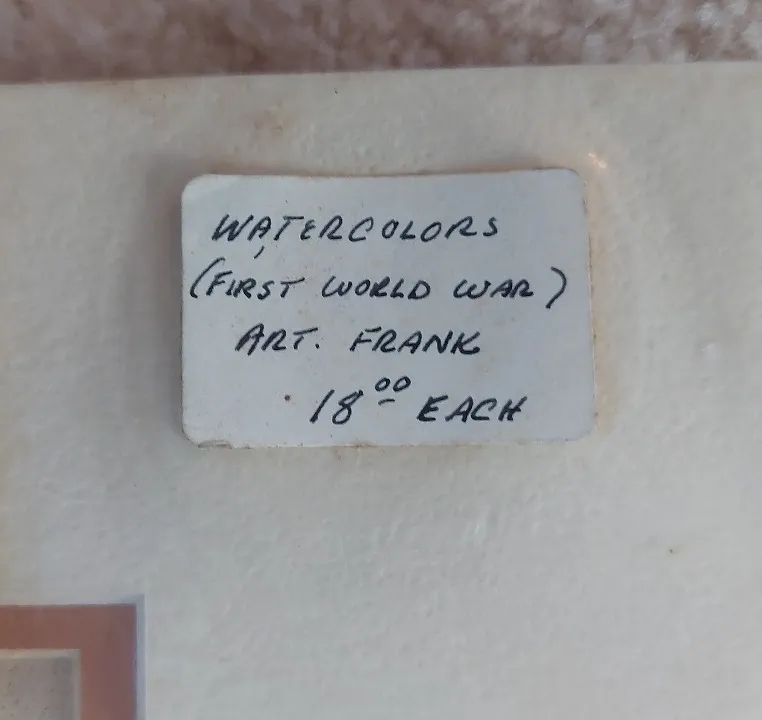 WATERCOLORS
(FIRST WORLD WAR)
ART. FRANK
18⁰⁰ EACH